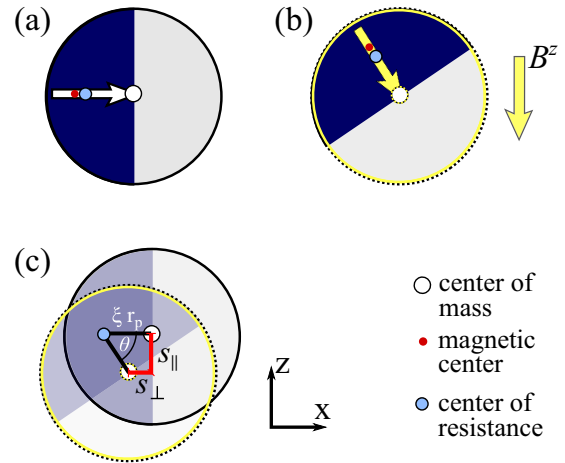 (a)
(b)
B^z
(c)
ξ r_p
θ
s_∥
s_⊥
z
x
center of
mass
magnetic
center
center of
resistance